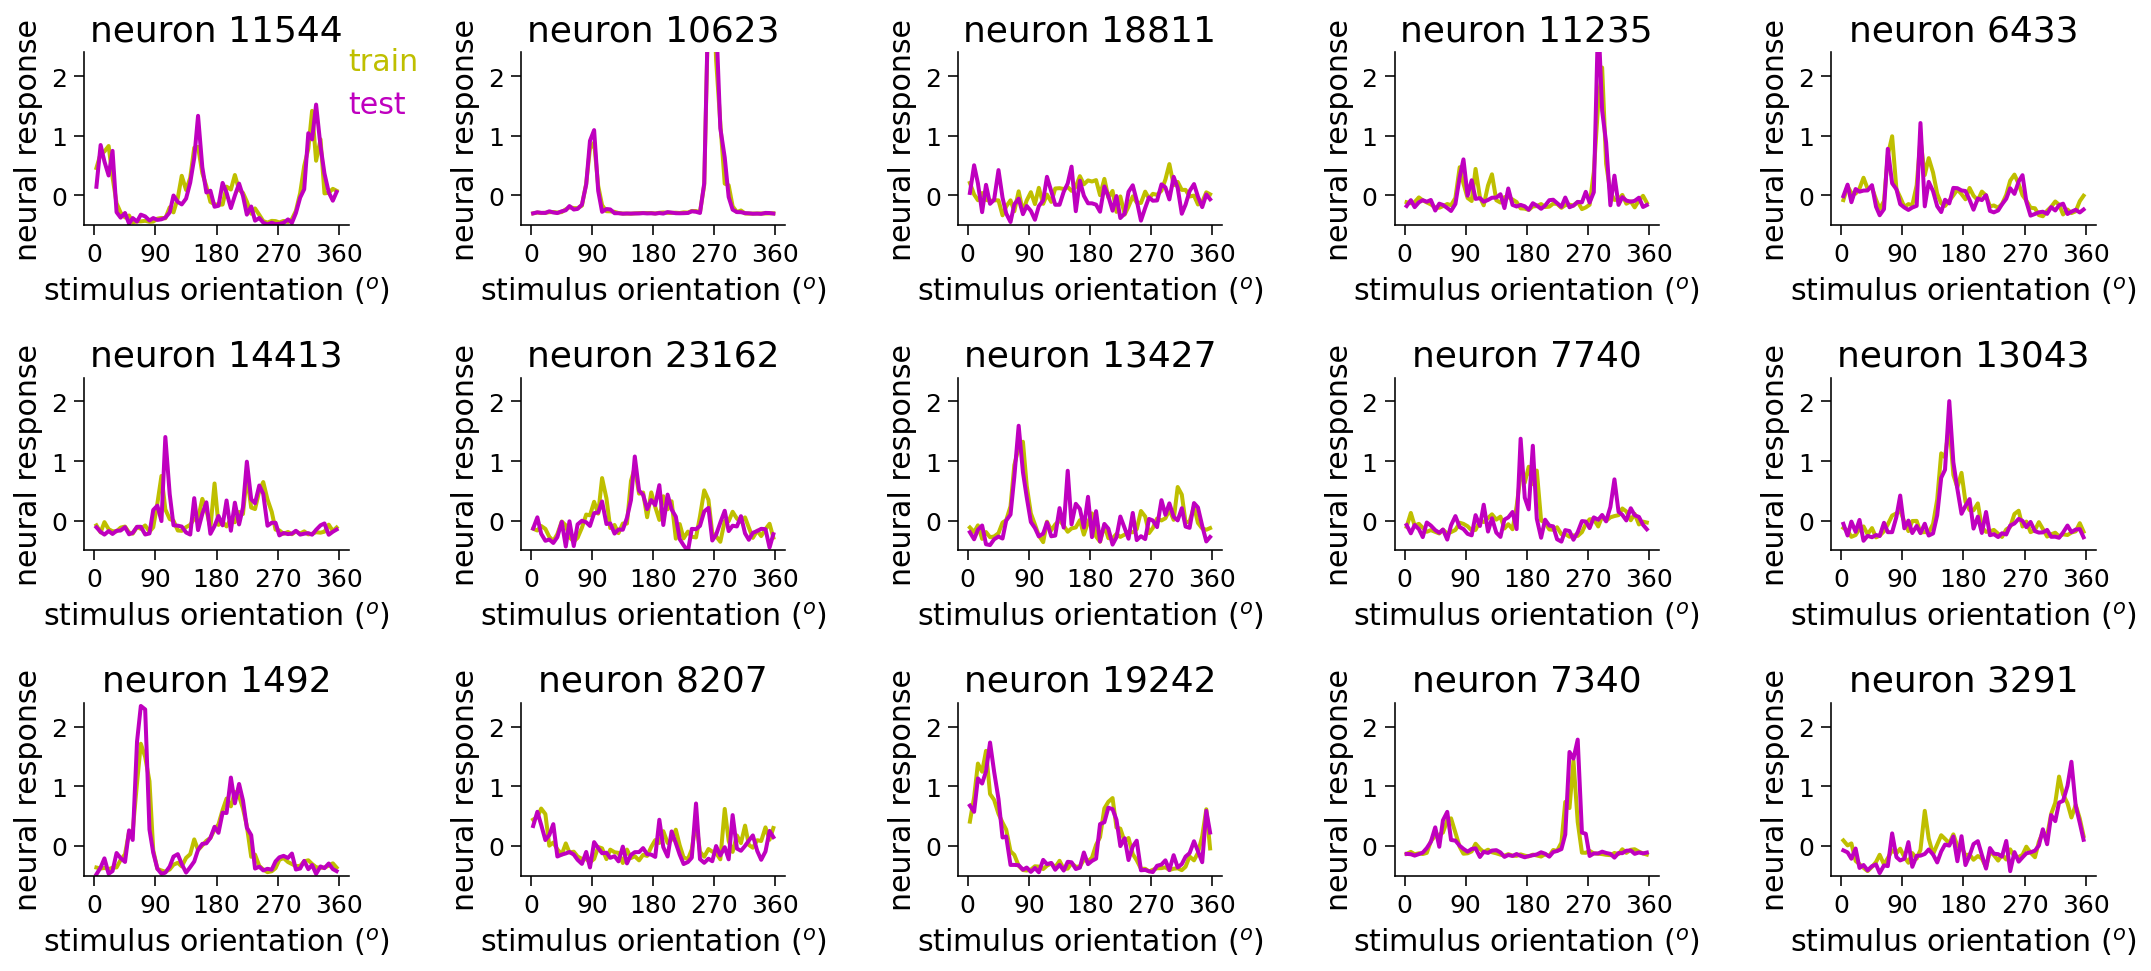 neuron 11544
neuron 10623
neuron 18811
neuron 11235
neuron 6433
train
test
neural response
2
1
0
0 90 180 270 360
stimulus orientation (º)
neural response
2
1
0
0 90 180 270 360
stimulus orientation (º)
neural response
2
1
0
0 90 180 270 360
stimulus orientation (º)
neural response
2
1
0
0 90 180 270 360
stimulus orientation (º)
neural response
2
1
0
0 90 180 270 360
stimulus orientation (º)
neuron 14413
neuron 23162
neuron 13427
neuron 7740
neuron 13043
neural response
2
1
0
0 90 180 270 360
stimulus orientation (º)
neural response
2
1
0
0 90 180 270 360
stimulus orientation (º)
neural response
2
1
0
0 90 180 270 360
stimulus orientation (º)
neural response
2
1
0
0 90 180 270 360
stimulus orientation (º)
neural response
2
1
0
0 90 180 270 360
stimulus orientation (º)
neuron 1492
neuron 8207
neuron 19242
neuron 7340
neuron 3291
neural response
2
1
0
0 90 180 270 360
stimulus orientation (º)
neural response
2
1
0
0 90 180 270 360
stimulus orientation (º)
neural response
2
1
0
0 90 180 270 360
stimulus orientation (º)
neural response
2
1
0
0 90 180 270 360
stimulus orientation (º)
neural response
2
1
0
0 90 180 270 360
stimulus orientation (º)